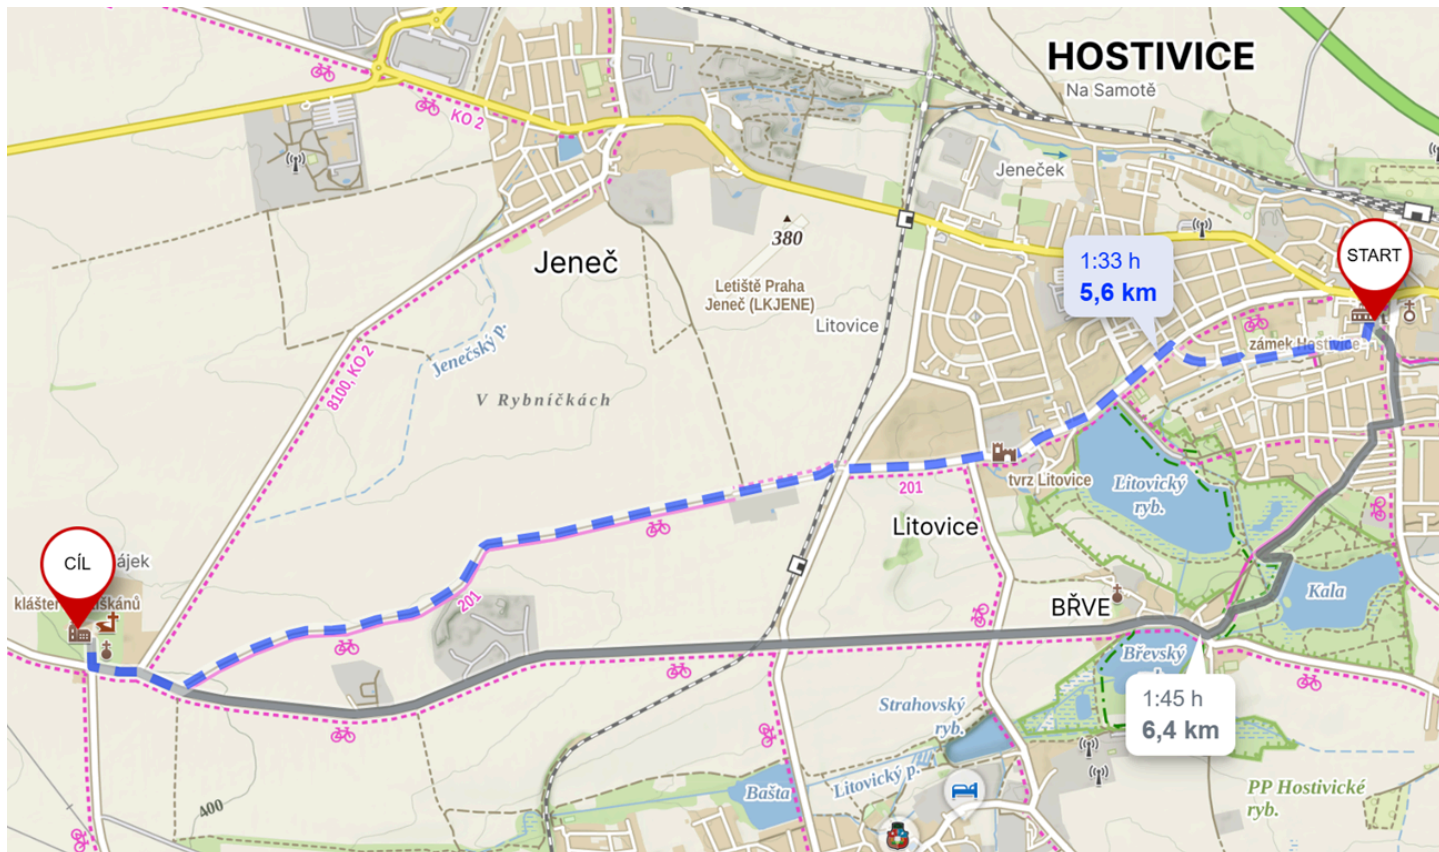 HOSTIVICE
Na Samotě
KO 2
Jeneček
START
1:33 h
5,6 km
380
Jeneč
Letiště Praha
Jeneč (LKJENE)
Litovice
zámek Hostivice
Jenečský p.
8100, KO 2
V Rybníčkách
201
tvrz Litovice
Litovický
ryb.
Litovice
CÍL
klášter
201
BŘVE
Kala
Břevský
1:45 h
6,4 km
Strahovský
ryb.
Litovický p.
Bašta
400
PP Hostivické
ryb.